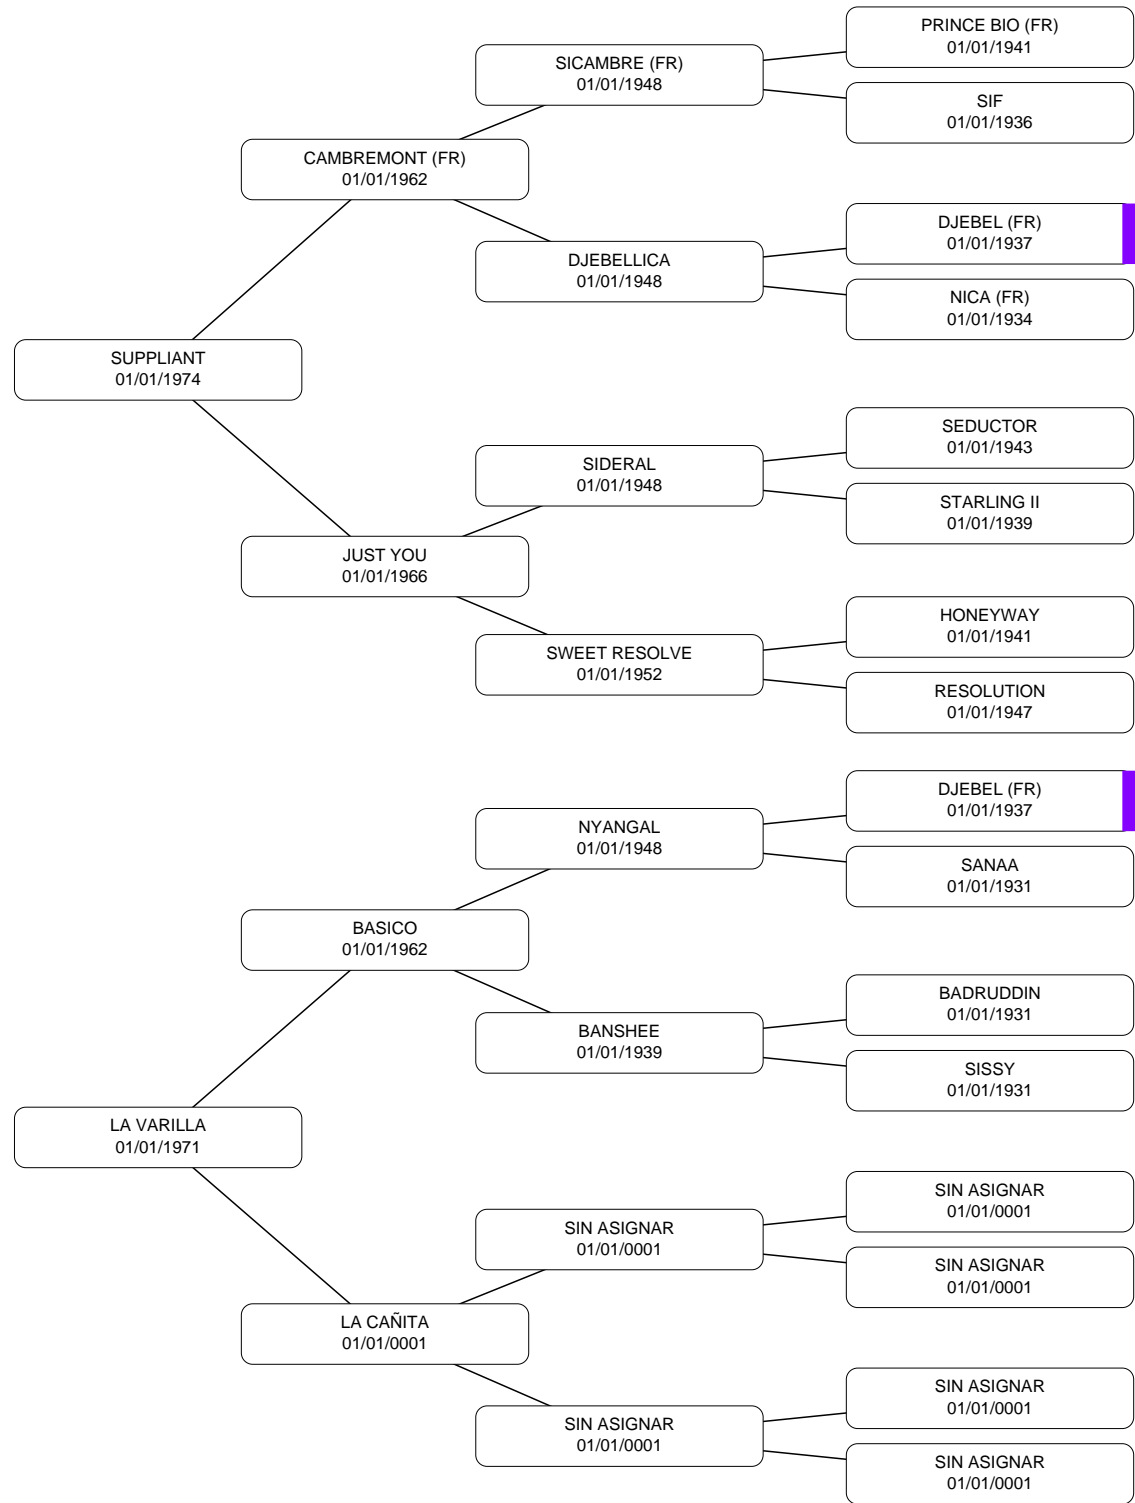 PRINCE BIO (FR)
01/01/1941
SICAMBRE (FR)
01/01/1948
SIF
01/01/1936
CAMBREMONT (FR)
01/01/1962
DJEBEL (FR)
01/01/1937
DJEBELLICA
01/01/1948
NICA (FR)
01/01/1934
SUPPLIANT
01/01/1974
SEDUCTOR
01/01/1943
SIDERAL
01/01/1948
STARLING II
01/01/1939
JUST YOU
01/01/1966
HONEYWAY
01/01/1941
SWEET RESOLVE
01/01/1952
RESOLUTION
01/01/1947
DJEBEL (FR)
01/01/1937
NYANGAL
01/01/1948
SANAA
01/01/1931
BASICO
01/01/1962
BADRUDDIN
01/01/1931
BANSHEE
01/01/1939
SISSY
01/01/1931
LA VARILLA
01/01/1971
SIN ASIGNAR
01/01/0001
SIN ASIGNAR
01/01/0001
SIN ASIGNAR
01/01/0001
LA CAÑITA
01/01/0001
SIN ASIGNAR
01/01/0001
SIN ASIGNAR
01/01/0001
SIN ASIGNAR
01/01/0001